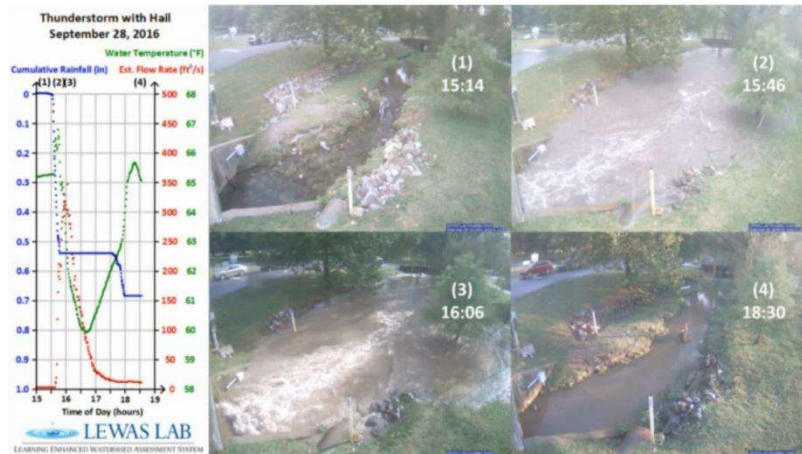 Thunderstorm with Hail
September 28, 2016
Water Temperature (°F)
Cumulative Rainfall (in) Est. Flow Rate (ft³/s)
(1) (2) (3) (4)
0 500 68
0.1 450 67
0.2 400 66
0.3 350 65
0.4 300 64
0.5 250 63
0.6 200 62
0.7 150 61
0.8 100 60
0.9 50 59
1.0 0 58
15 16 17 18 19
Time of Day (hours)
LEWAS LAB
LEARNING ENHANCED WATERSHED ASSESSMENT SYSTEM
(1)
15:14
(2)
15:46
(3)
16:06
(4)
18:30